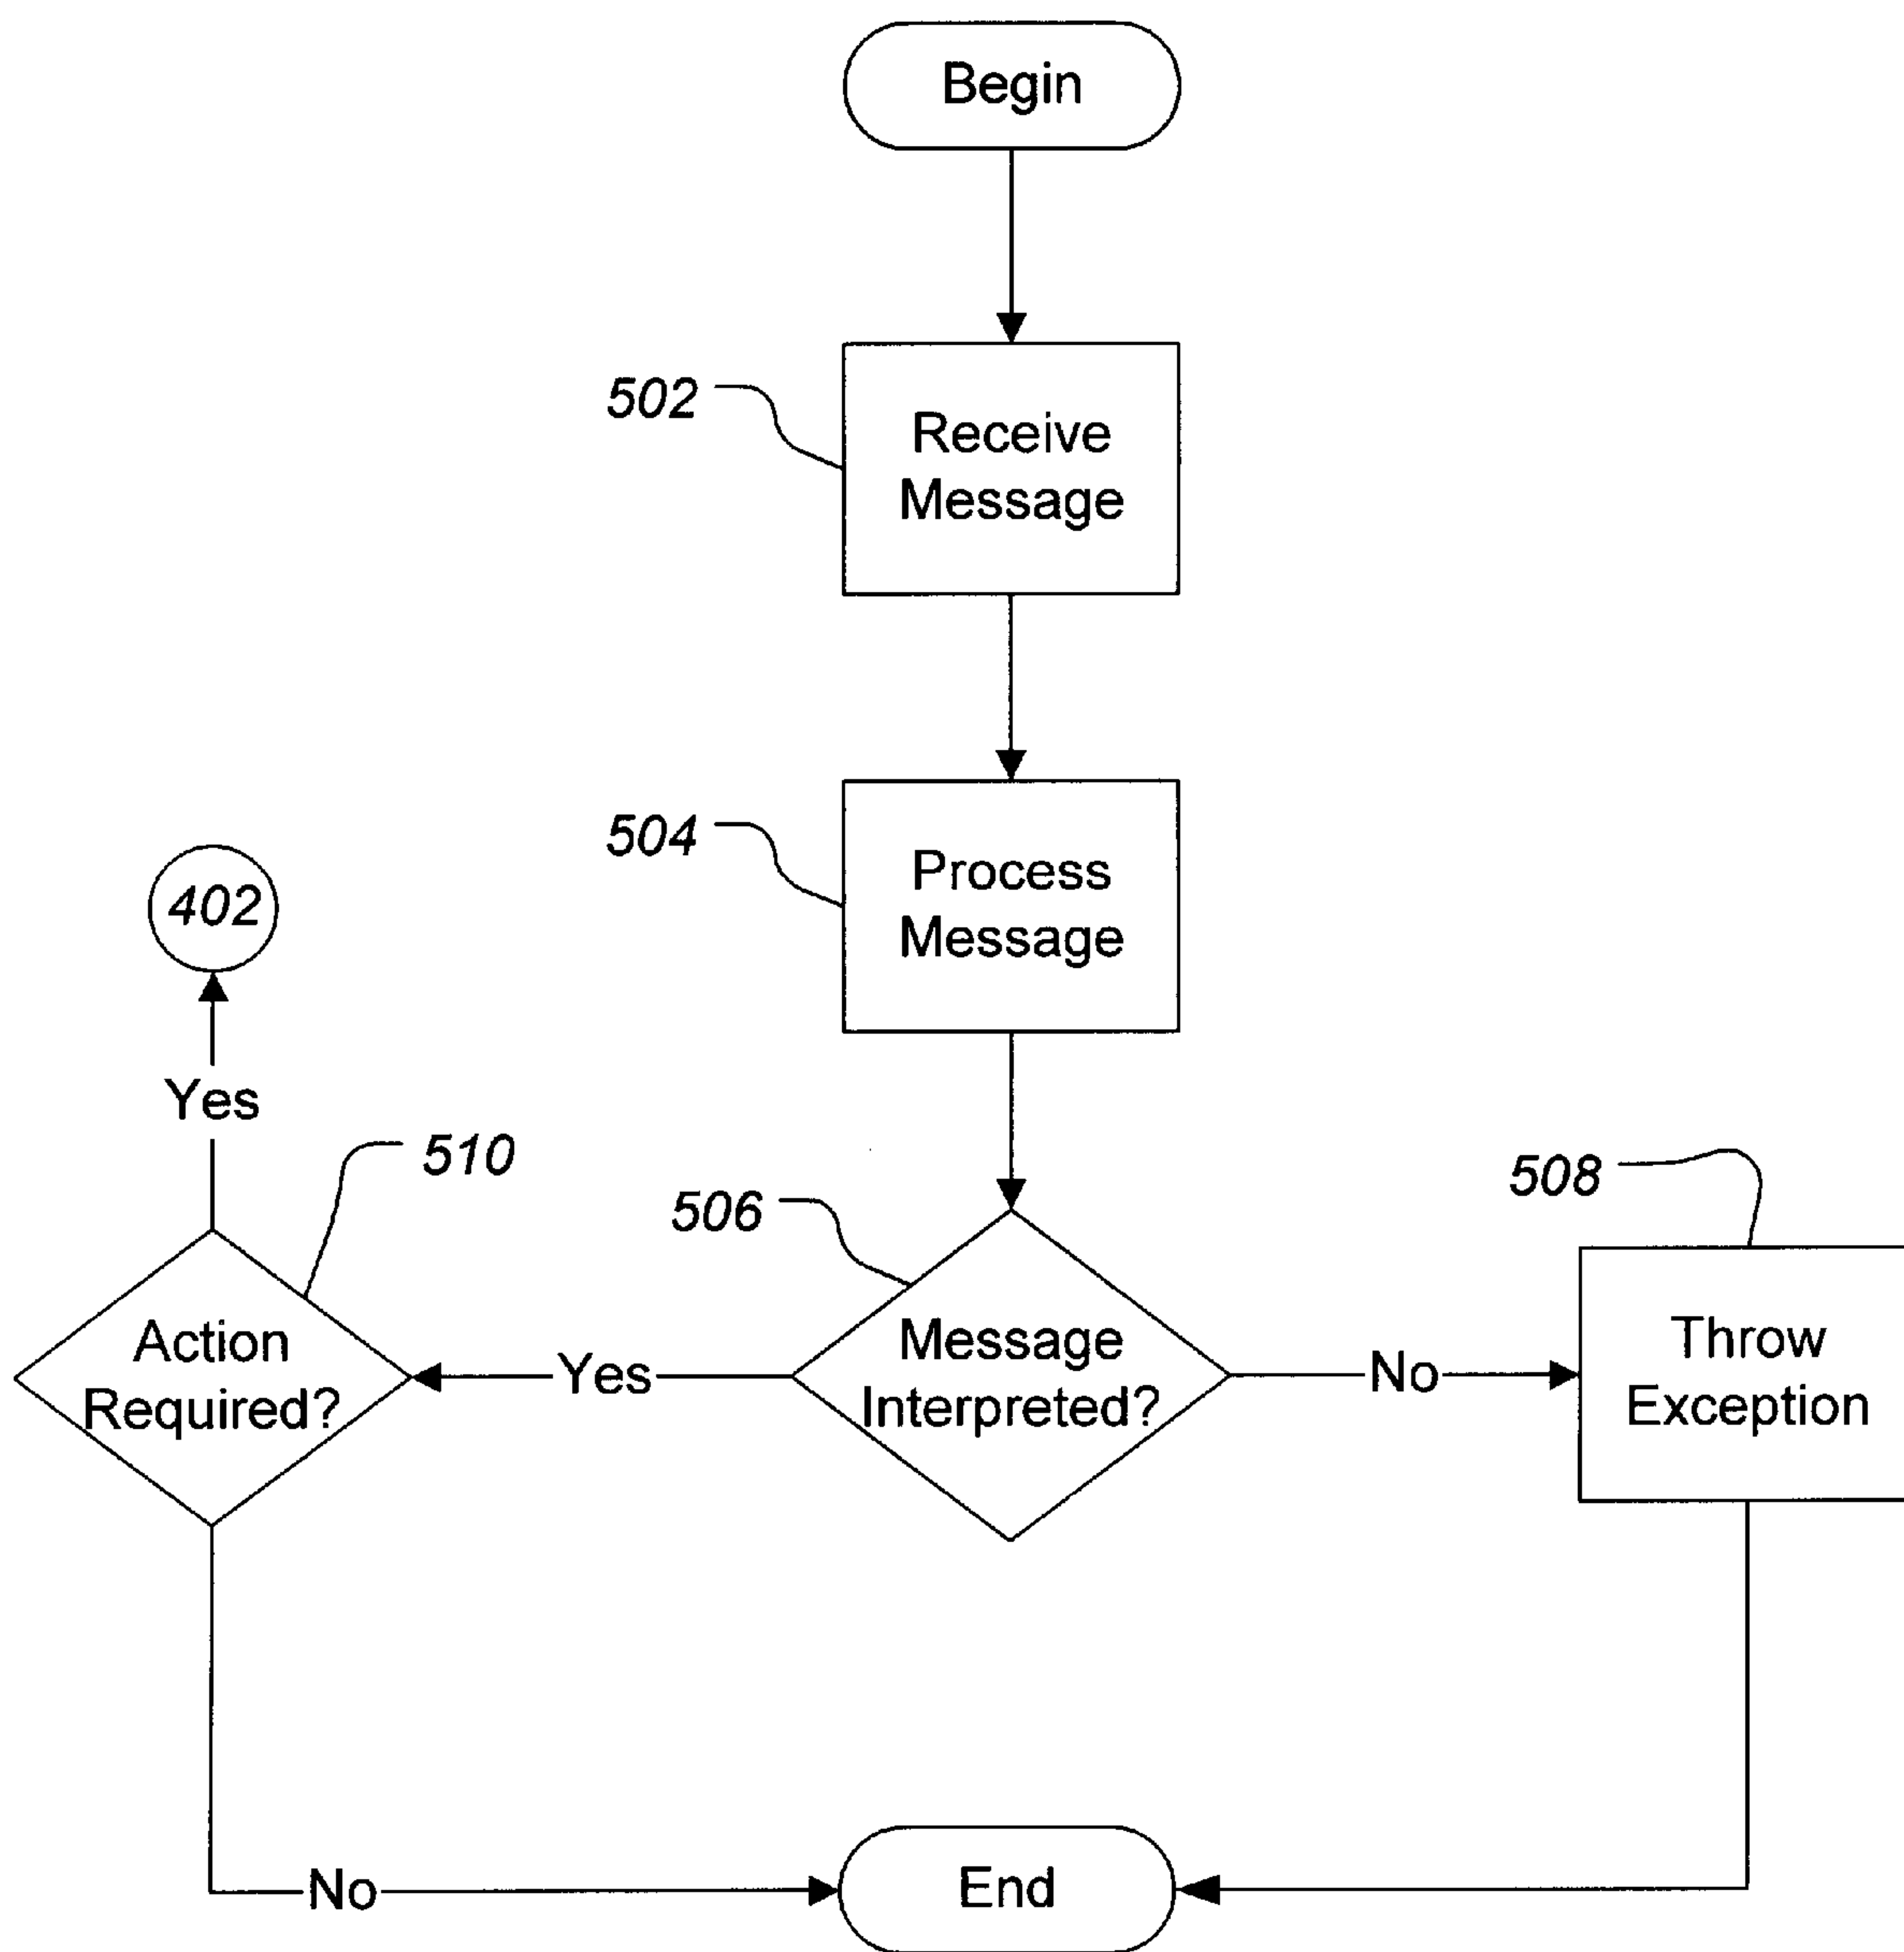 Begin
502
Receive
Message
504
Process
Message
402
Yes
510
506
508
Action
Required?
Yes
Message
Interpreted?
No
Throw
Exception
No
End